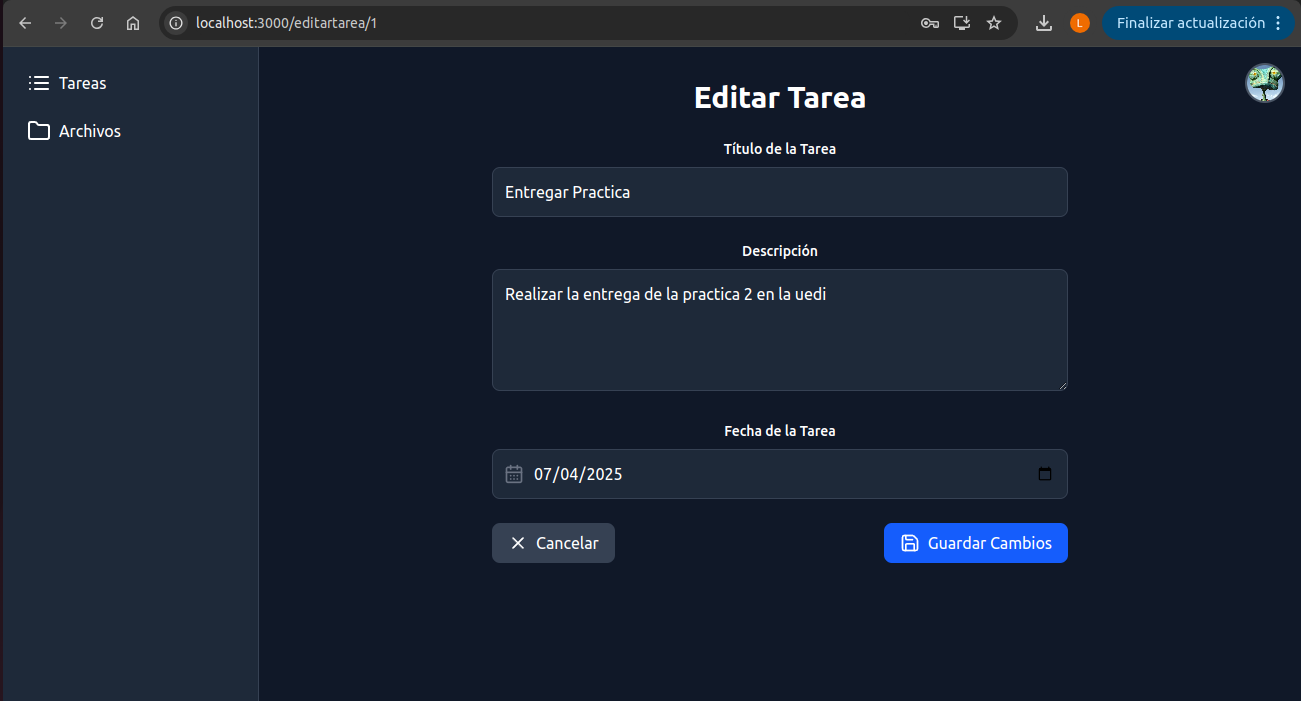 localhost:3000/editartarea/1
L
Finalizar actualización
Tareas
Archivos
Editar Tarea
Título de la Tarea
Entregar Practica
Descripción
Realizar la entrega de la practica 2 en la uedi
Fecha de la Tarea
07/04/2025
Cancelar
Guardar Cambios